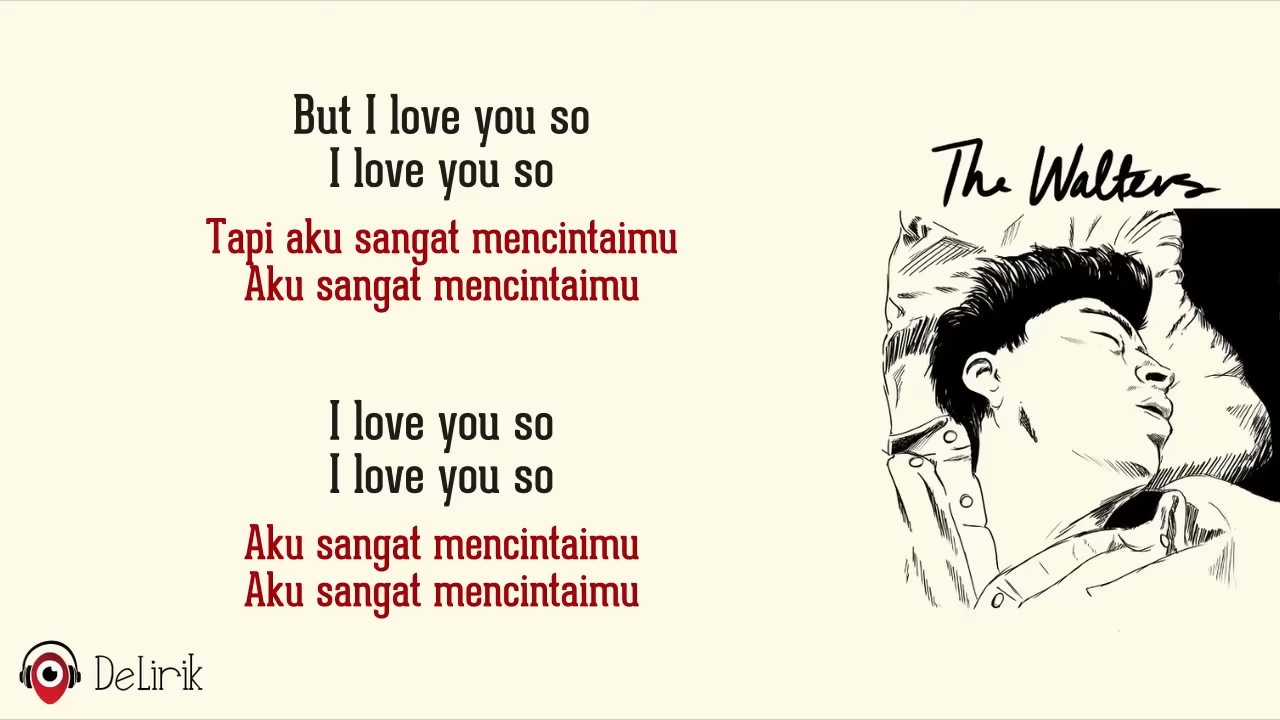 But I love you so
I love you so
Tapi aku sangat mencintaimu
Aku sangat mencintaimu
I love you so
I love you so
Aku sangat mencintaimu
Aku sangat mencintaimu
The Walters
DeLirik